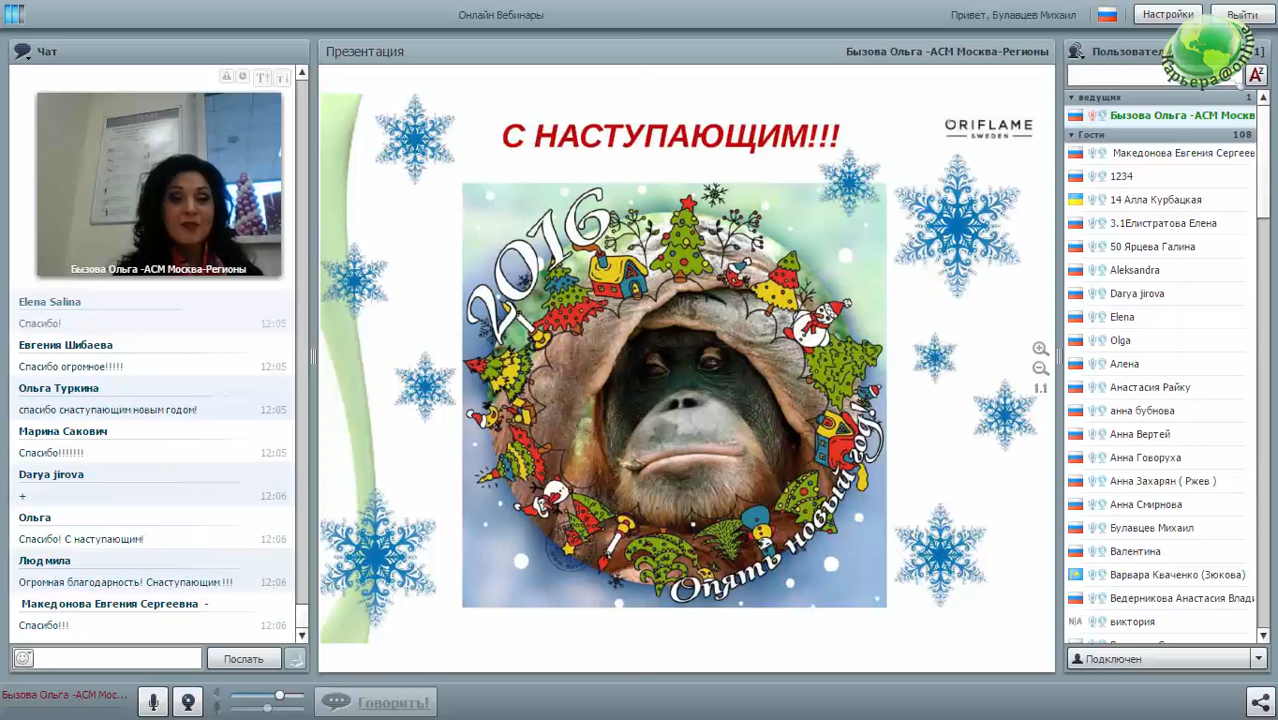 Онлайн Вебинары
Привет, Булавцев Михаил
Настройки
Выйти
Карьера@online
Чат
Бызова Ольга -АСМ Москва-Регионы
Elena Salina
Спасибо!
12:05
Евгения Шибаева
Спасибо огромное!!!!!
12:05
Ольга Туркина
спасибо снаступающим новым годом!
12:05
Марина Сакович
Спасибо!!!!!!!
12:05
Darya jirova
+
12:06
Ольга
Спасибо! С наступающим!
12:06
Людмила
Огромная благодарность! Снаступающим !!!
12:06
Македонова Евгения Сергеевна -
Спасибо!!!
12:06
Послать
Бызова Ольга -АСМ Мос...
Говорить!
Презентация
Бызова Ольга -АСМ Москва-Регионы
С НАСТУПАЮЩИМ!!!
ORIFLAME
SWEDEN
2016
Опять новый год!
1.1
Пользовател
1]
ведущих
1
Бызова Ольга -АСМ Москв
Гости
108
Македонова Евгения Сергеев
1234
14 Алла Курбацкая
3.1Елистратова Елена
50 Ярцева Галина
Aleksandra
Darya jirova
Elena
Olga
Алена
Анастасия Райку
анна бубнова
Анна Вертей
Анна Говоруха
Анна Захарян ( Ржев )
Анна Смирнова
Булавцев Михаил
Валентина
Варвара Кваченко (Зюкова)
Ведерникова Анастасия Влади
N/A
виктория
Подключен